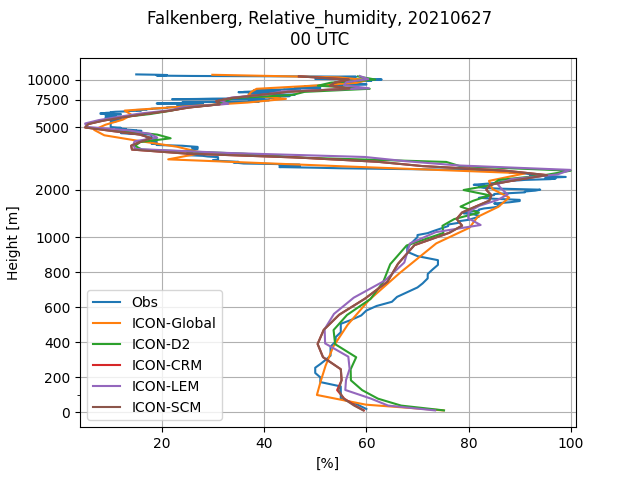 Falkenberg, Relative_humidity, 20210627
00 UTC
10000
7500
5000
2000
1000
800
600
400
200
0
Height [m]
Obs
ICON-Global
ICON-D2
ICON-CRM
ICON-LEM
ICON-SCM
20
40
60
80
100
[%]